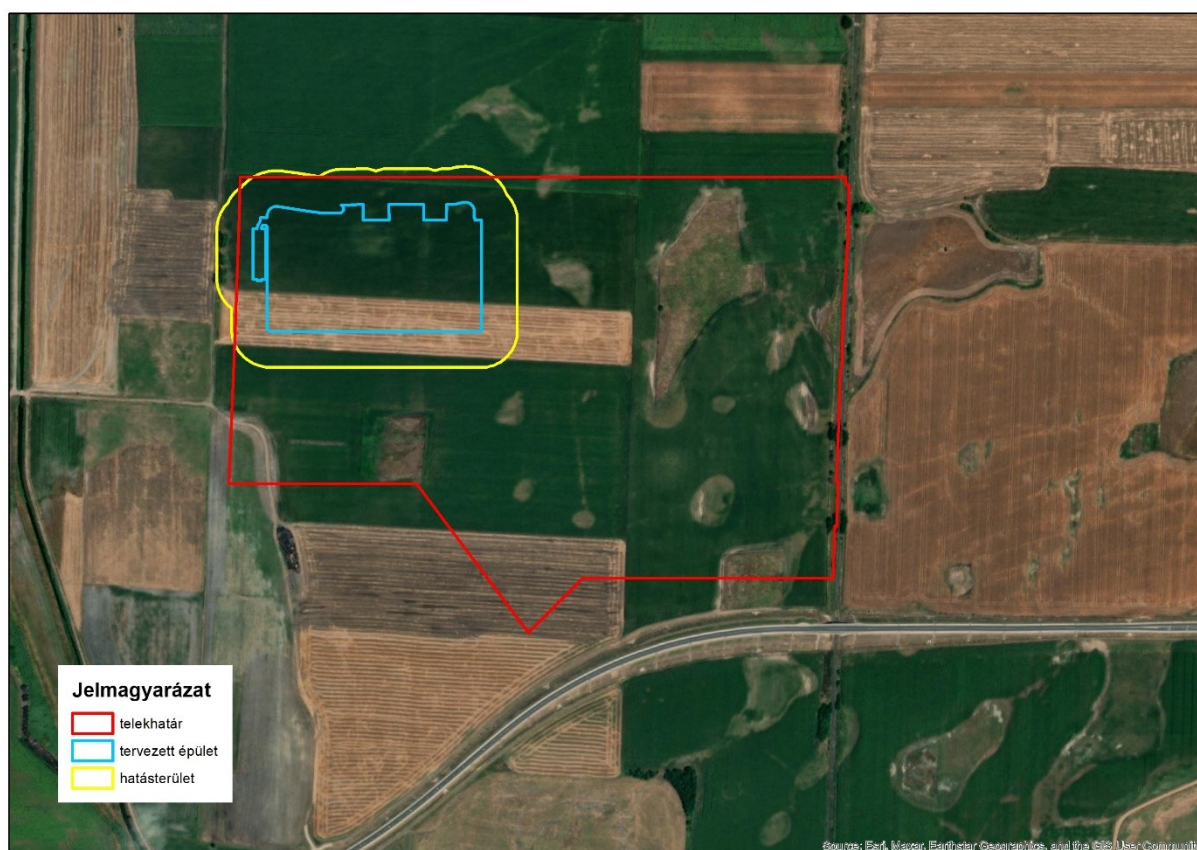 Jelmagyarázat
telekhatár
tervezett épület
hatásterület
Source: Esri, Maxar, Earthstar Geographics, and the GIS User Community